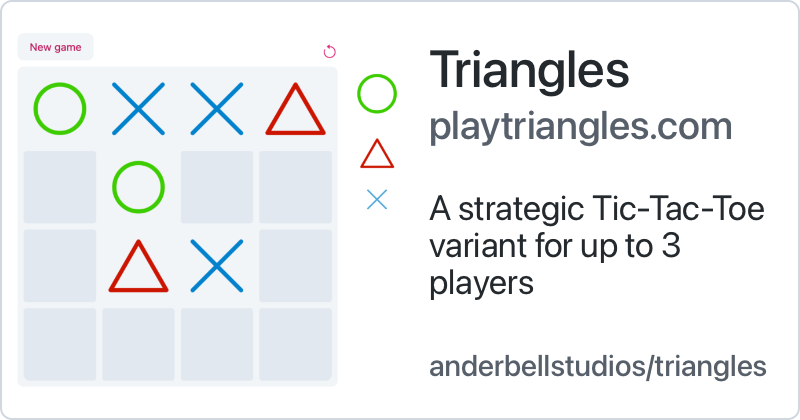 New game
Triangles
playtriangles.com
A strategic Tic-Tac-Toe
variant for up to 3
players
anderbellstudios/triangles